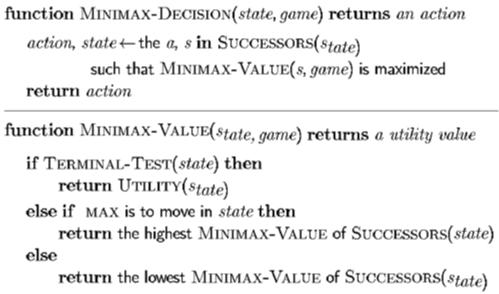 function MINIMAX-DECISION(state, game) returns an action
action, state ← the a, s in SUCCESSORS(state)
such that MINIMAX-VALUE(s, game) is maximized
return action
function MINIMAX-VALUE(state, game) returns a utility value
if TERMINAL-TEST(state) then
return UTILITY(state)
else if MAX is to move in state then
return the highest MINIMAX-VALUE of SUCCESSORS(state)
else
return the lowest MINIMAX-VALUE of SUCCESSORS(state)